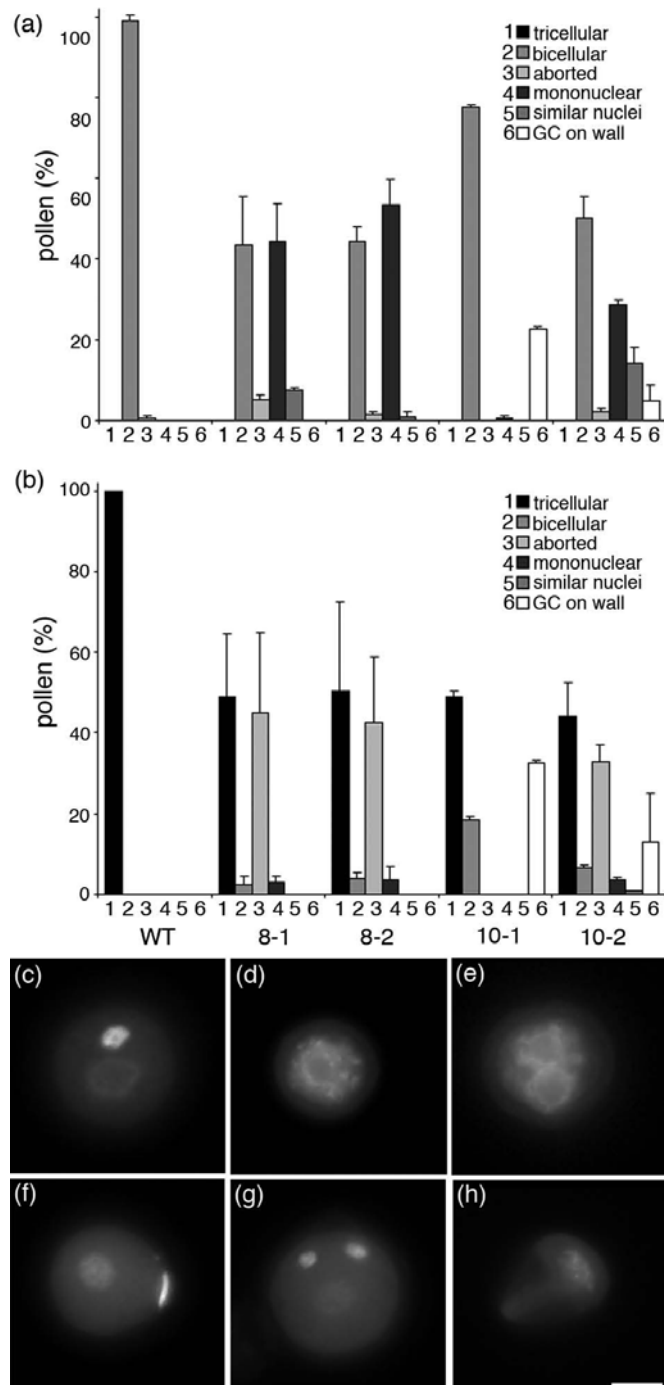 (a)
1 tricellular
2 bicellular
3 aborted
4 mononuclear
5 similar nuclei
6 GC on wall
pollen (%)
100
80
60
40
20
0
1 2 3 4 5 6 1 2 3 4 5 6 1 2 3 4 5 6 1 2 3 4 5 6 1 2 3 4 5 6
(b)
1 tricellular
2 bicellular
3 aborted
4 mononuclear
5 similar nuclei
6 GC on wall
pollen (%)
100
80
60
40
20
0
1 2 3 4 5 6 1 2 3 4 5 6 1 2 3 4 5 6 1 2 3 4 5 6 1 2 3 4 5 6
WT 8-1 8-2 10-1 10-2
(c) (d) (e)
(f) (g) (h)